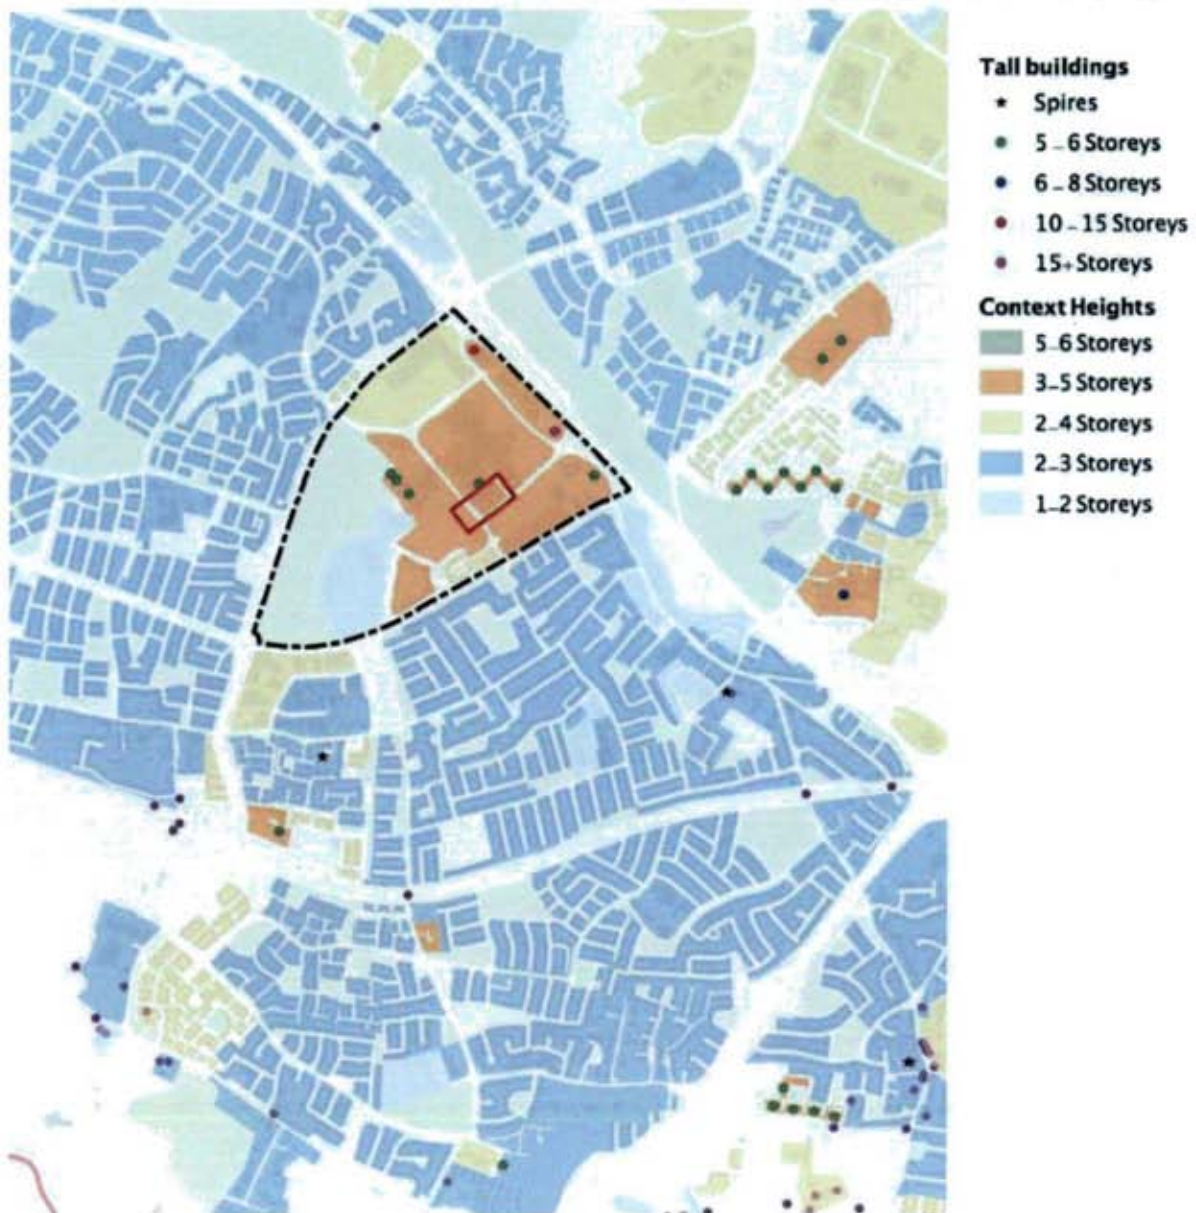 Tall buildings
Spires
5-6 Storeys
6-8 Storeys
10-15 Storeys
15+ Storeys
Context Heights
5-6 Storeys
3-5 Storeys
2-4 Storeys
2-3 Storeys
1-2 Storeys